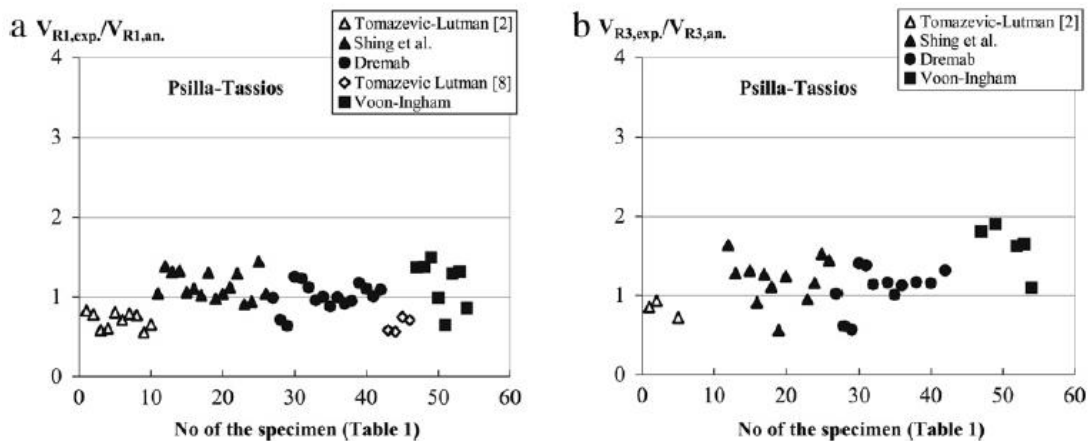 a
V_R1,exp./V_R1,an.
Tomazevic-Lutman [2]
Shing et al.
Dremab
Tomazevic Lutman [8]
Voon-Ingham
Psilla-Tassios
4
3
2
1
0
0 10 20 30 40 50 60
No of the specimen (Table 1)
b
V_R3,exp./V_R3,an.
Tomazevic-Lutman [2]
Shing et al.
Dremab
Voon-Ingham
Psilla-Tassios
4
3
2
1
0
0 10 20 30 40 50 60
No of the specimen (Table 1)